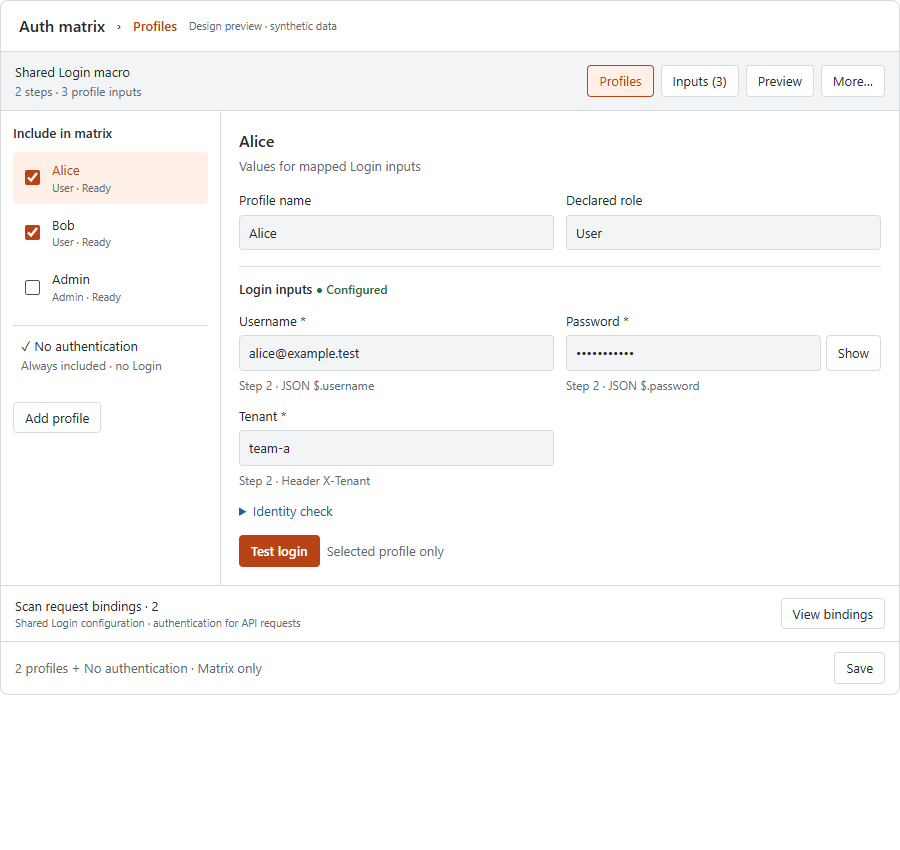 Auth matrix › Profiles Design preview · synthetic data
Shared Login macro
2 steps · 3 profile inputs
Profiles Inputs (3) Preview More...
Include in matrix
Alice
User · Ready
Bob
User · Ready
Admin
Admin · Ready
✓ No authentication
Always included · no Login
Add profile
Alice
Values for mapped Login inputs
Profile name Declared role
Alice User
Login inputs ● Configured
Username * Password *
alice@example.test ••••••••••• Show
Step 2 · JSON $.username Step 2 · JSON $.password
Tenant *
team-a
Step 2 · Header X-Tenant
▶ Identity check
Test login Selected profile only
Scan request bindings · 2
Shared Login configuration · authentication for API requests
View bindings
2 profiles + No authentication · Matrix only
Save